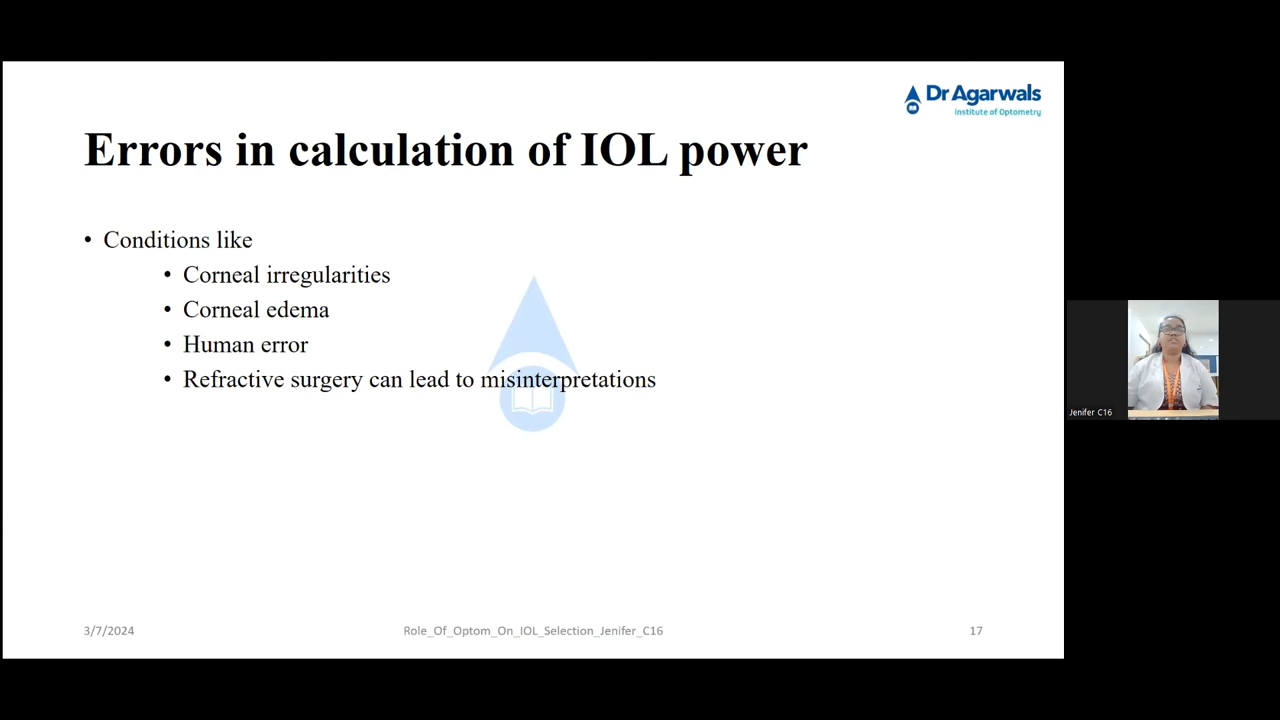 Dr Agarwals
Institute of Optometry
Errors in calculation of IOL power
• Conditions like
• Corneal irregularities
• Corneal edema
• Human error
• Refractive surgery can lead to misinterpretations
Jenifer C16
3/7/2024
Role_Of_Optom_On_IOL_Selection_Jenifer_C16
17